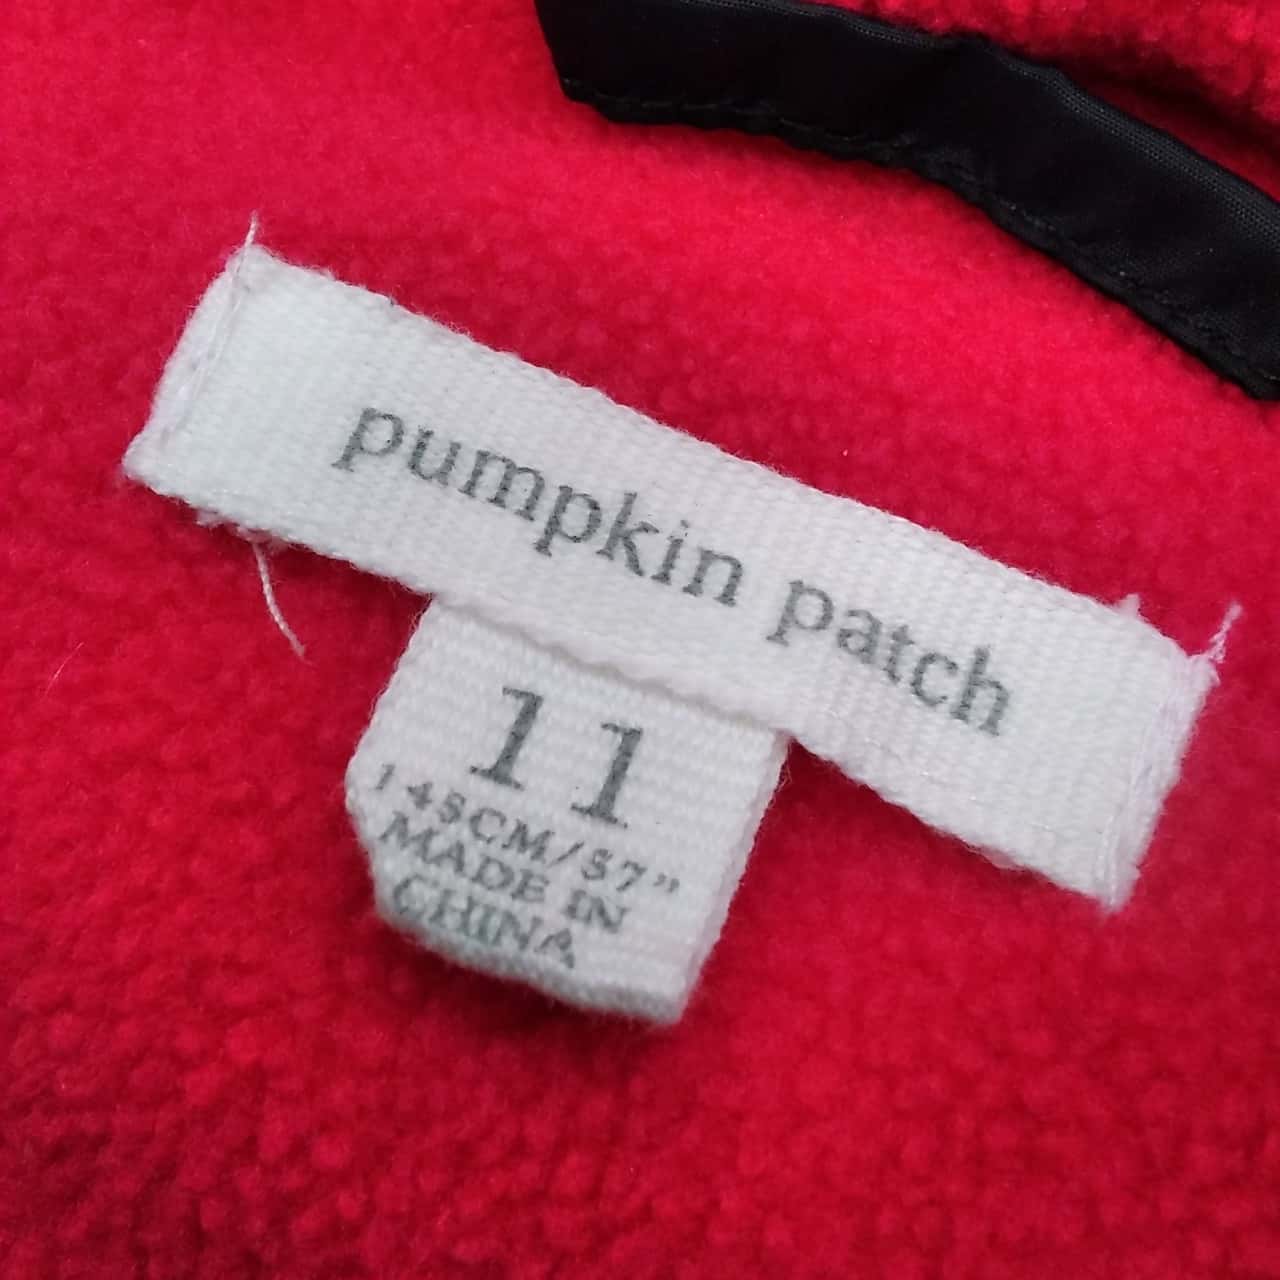 pumpkin patch
11
145CM/57"
MADE IN
CHINA